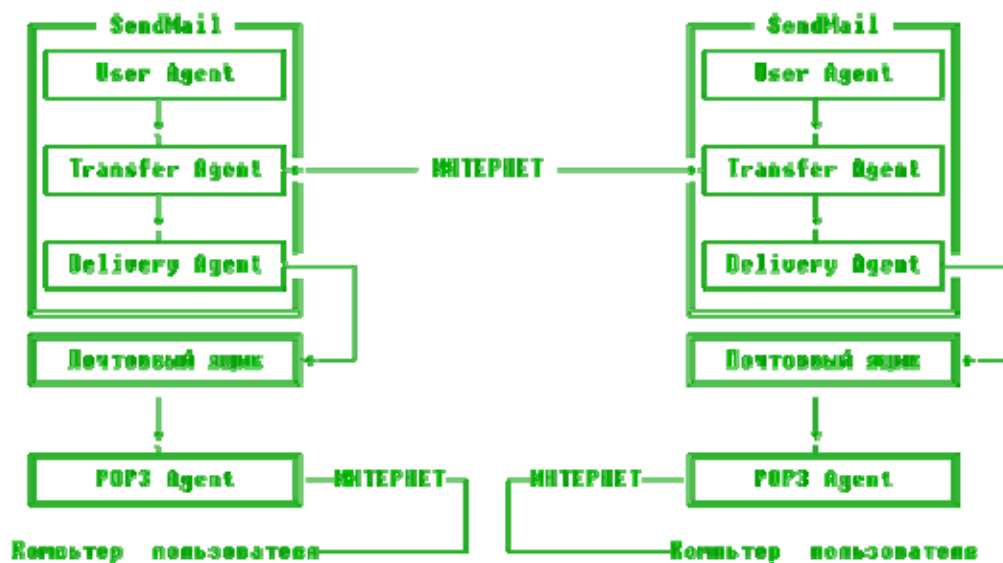 SendMail SendMail
User Agent User Agent
Transfer Agent ИНТЕРНЕТ Transfer Agent
Delivery Agent Delivery Agent
Почтовый ящик Почтовый ящик
POP3 Agent ИНТЕРНЕТ ИНТЕРНЕТ POP3 Agent
Компьтер пользователя Компьтер пользователя